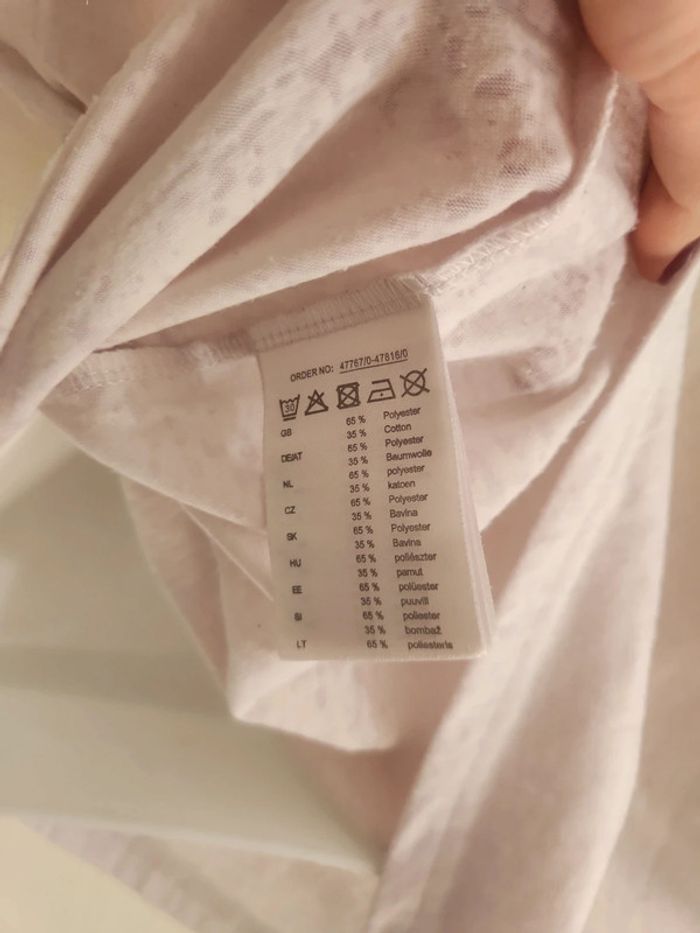 ORDER NO: 47767/0-47816/0
30
GB 65 % Polyester
35 % Cotton
DE/AT 65 % Polyester
35 % Baumwolle
NL 65 % polyester
35 % katoen
CZ 65 % Polyester
35 % Bavlna
SK 65 % Polyester
35 % Bavlna
HU 65 % poliészter
35 % pamut
EE 65 % polüester
35 % puuvill
SI 65 % poliester
35 % bombaž
LT 65 % poliesteris